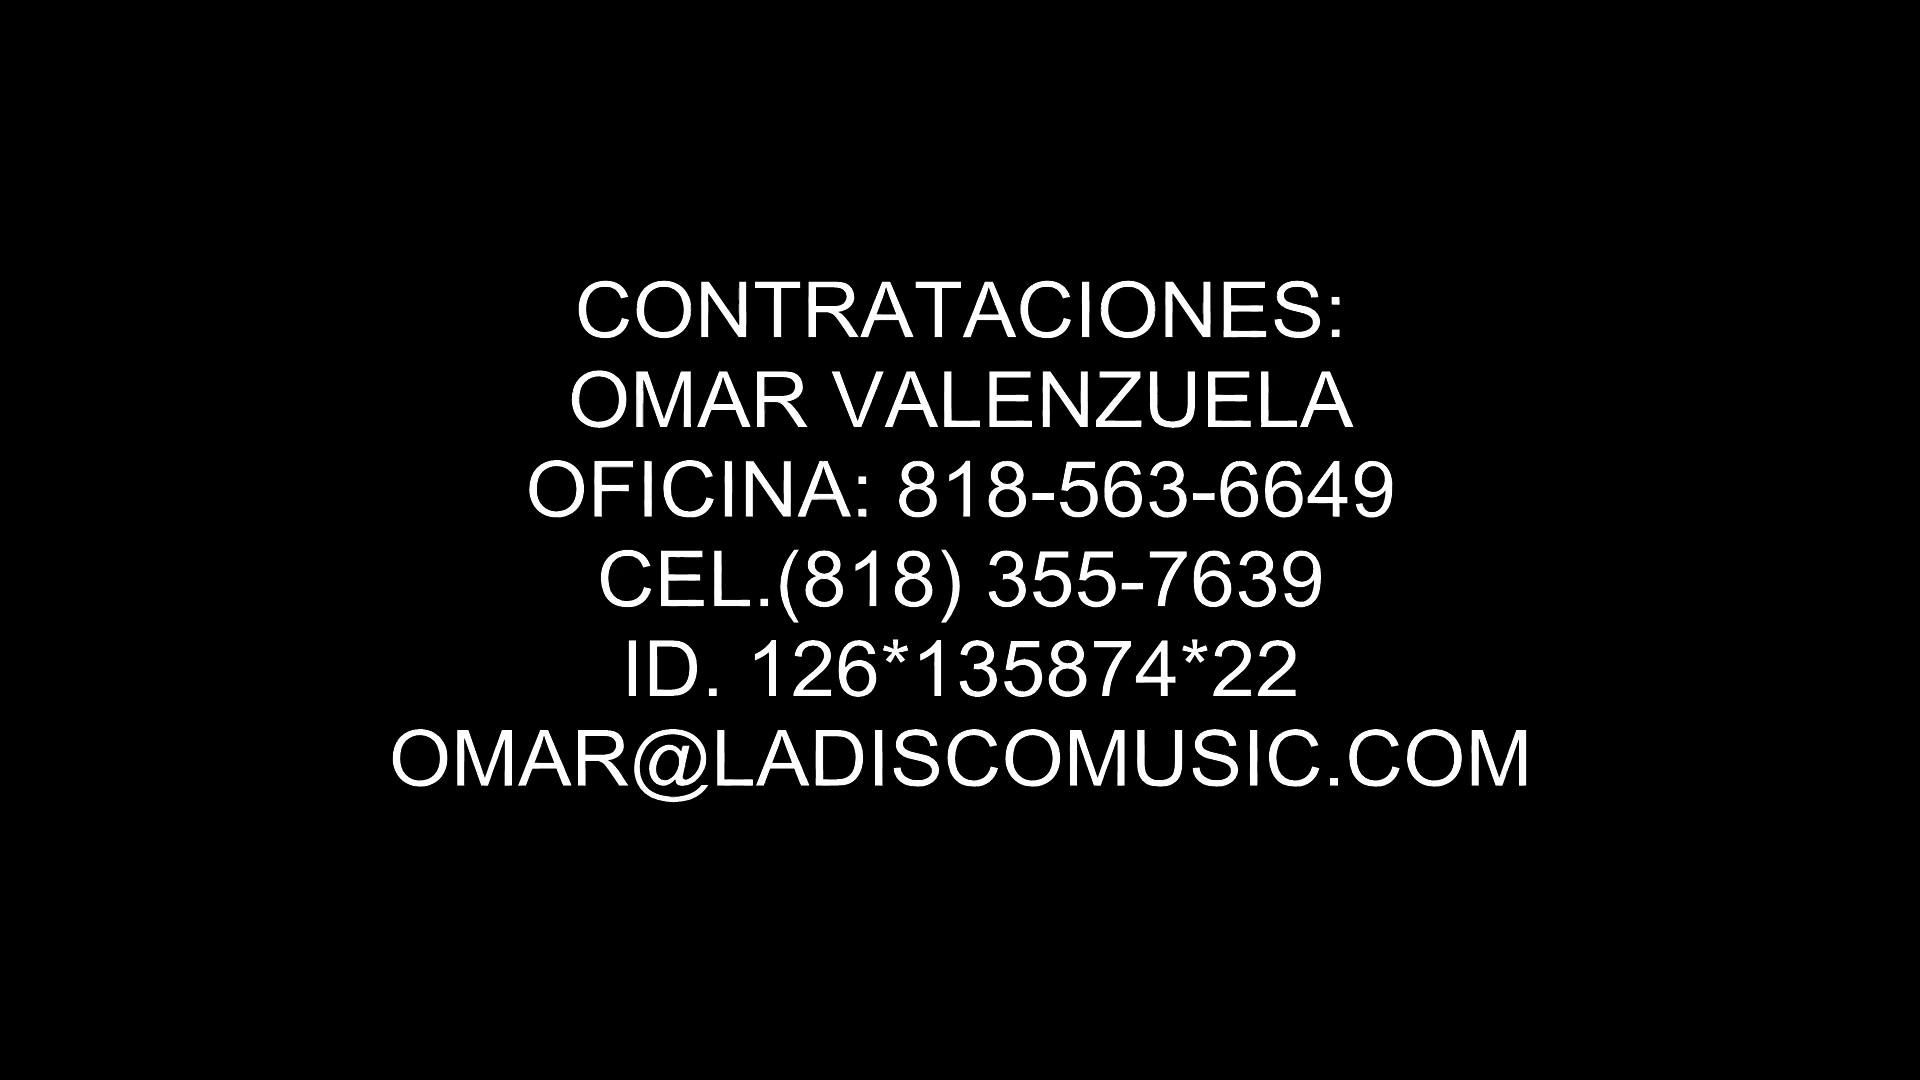 CONTRATACIONES:
OMAR VALENZUELA
OFICINA: 818-563-6649
CEL.(818) 355-7639
ID. 126*135874*22
OMAR@LADISCOMUSIC.COM